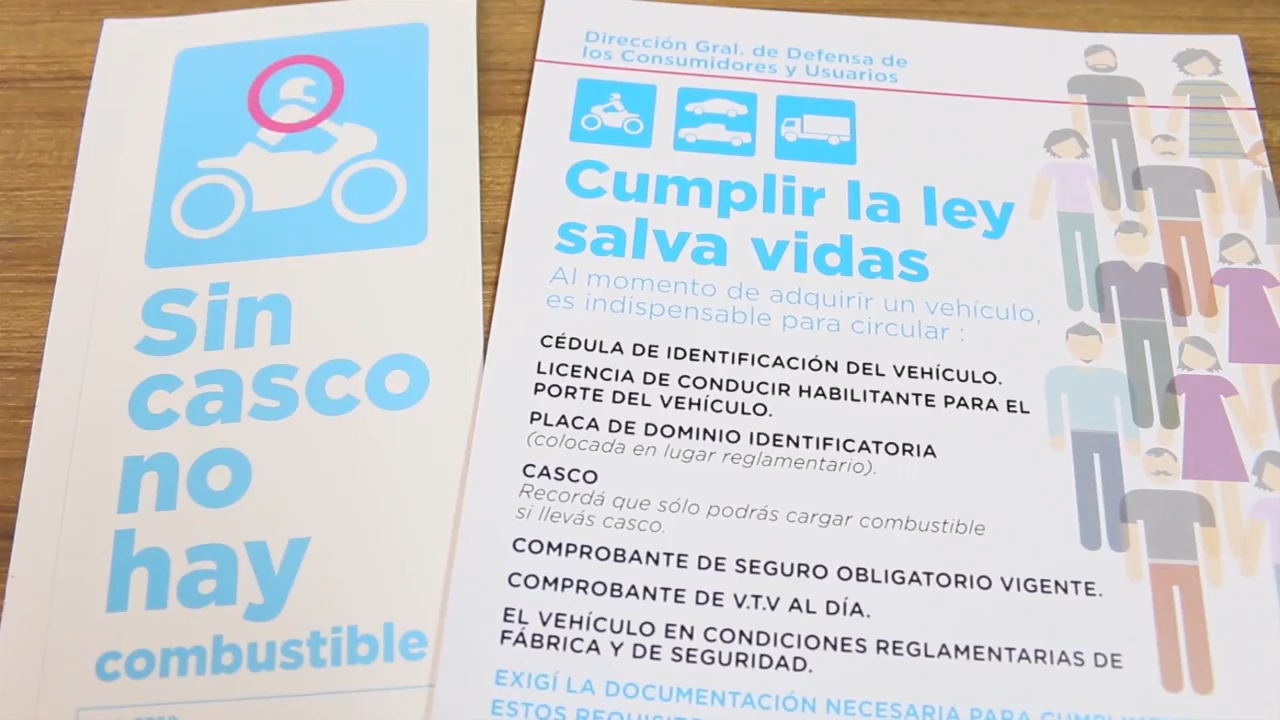 Sin
casco
no
hay
combustible
Dirección Gral. de Defensa de
los Consumidores y Usuarios
Cumplir la ley
salva vidas
Al momento de adquirir un vehículo,
es indispensable para circular :
CÉDULA DE IDENTIFICACIÓN DEL VEHÍCULO.
LICENCIA DE CONDUCIR HABILITANTE PARA EL
PORTE DEL VEHÍCULO.
PLACA DE DOMINIO IDENTIFICATORIA
(colocada en lugar reglamentario).
CASCO
Recordá que sólo podrás cargar combustible
si llevás casco.
COMPROBANTE DE SEGURO OBLIGATORIO VIGENTE.
COMPROBANTE DE V.T.V AL DÍA.
EL VEHÍCULO EN CONDICIONES REGLAMENTARIAS DE
FÁBRICA Y DE SEGURIDAD.
EXIGÍ LA DOCUMENTACIÓN NECESARIA PARA
ESTOS